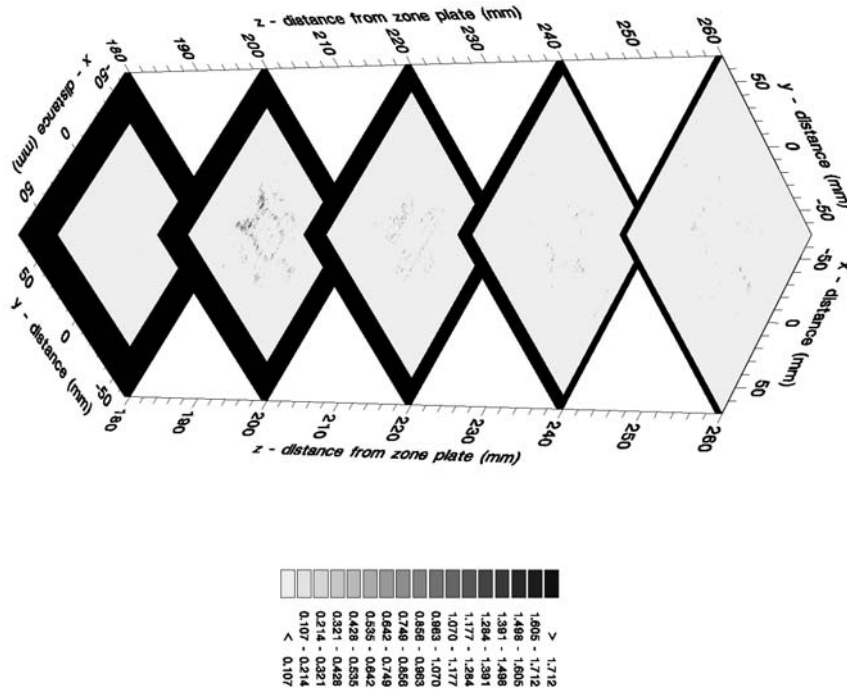 z - distance from zone plate (mm)
180
190
200
210
220
230
240
250
260
x - distance (mm)
-50
0
50
y - distance (mm)
50
0
-50
y - distance (mm)
50
0
-50
x - distance (mm)
-50
0
50
180
190
200
210
220
230
240
250
260
z - distance from zone plate (mm)
> 1.712
1.605 - 1.712
1.498 - 1.605
1.391 - 1.498
1.284 - 1.391
1.177 - 1.284
1.070 - 1.177
0.963 - 1.070
0.856 - 0.963
0.749 - 0.856
0.642 - 0.749
0.535 - 0.642
0.428 - 0.535
0.321 - 0.428
0.214 - 0.321
0.107 - 0.214
< 0.107